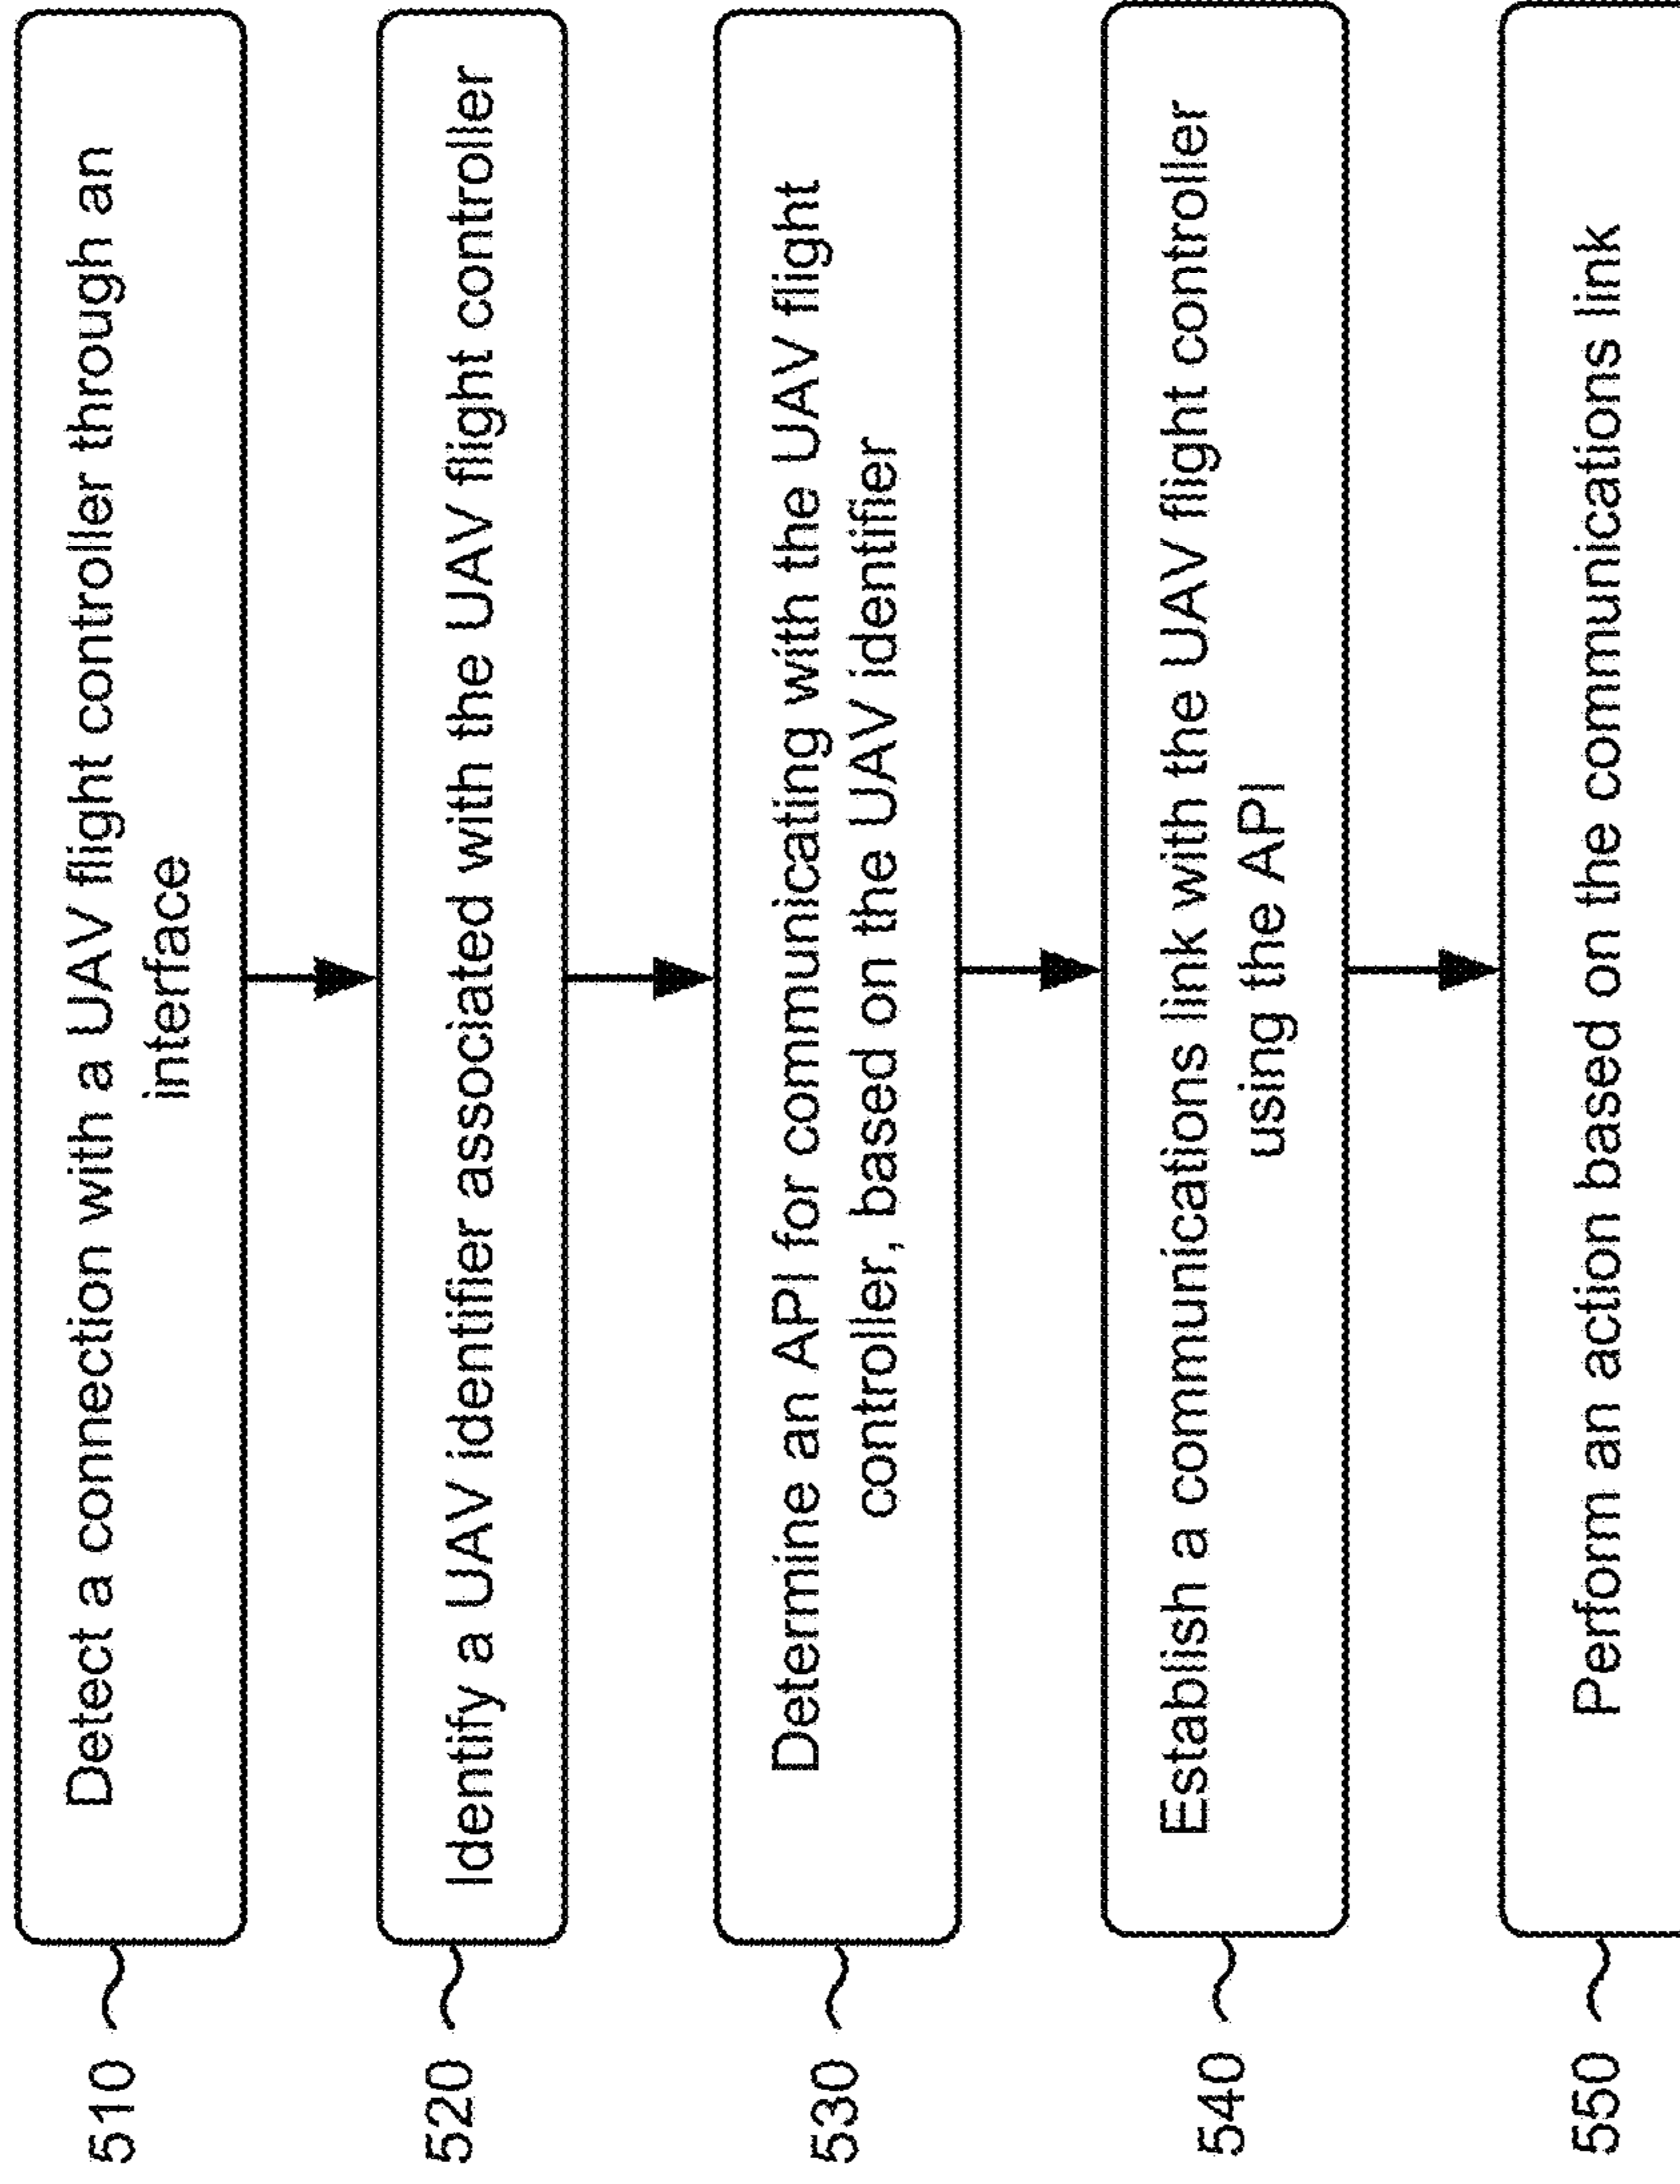 510
Detect a connection with a UAV flight controller through an
interface
520
Identify a UAV identifier associated with the UAV flight controller
530
Determine an API for communicating with the UAV flight
controller, based on the UAV identifier
540
Establish a communications link with the UAV flight controller
using the API
550
Perform an action based on the communications link